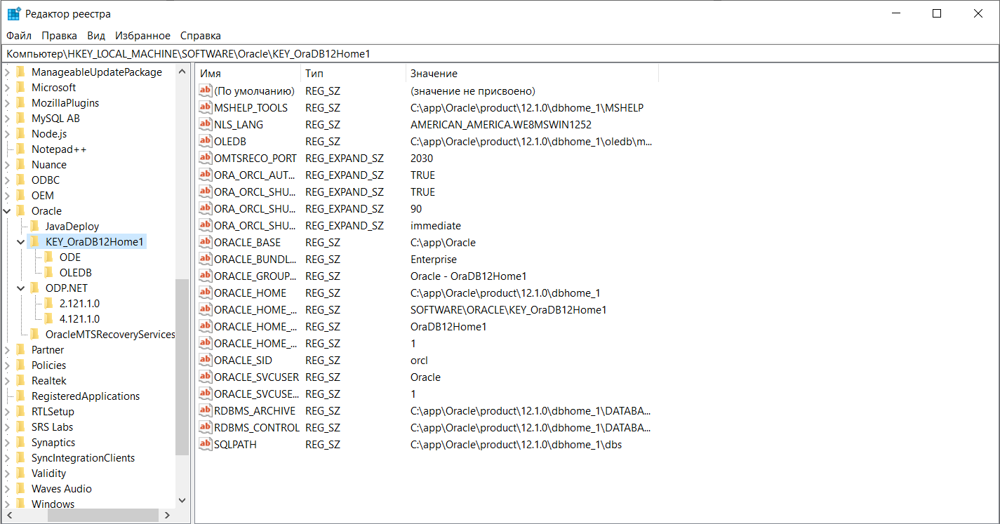 Редактор реестра
Файл Правка Вид Избранное Справка
Компьютер\HKEY_LOCAL_MACHINE\SOFTWARE\Oracle\KEY_OraDB12Home1
ManageableUpdatePackage
Microsoft
MozillaPlugins
MySQL AB
Node.js
Notepad++
Nuance
ODBC
OEM
Oracle
JavaDeploy
KEY_OraDB12Home1
ODE
OLEDB
ODP.NET
2.121.1.0
4.121.1.0
OracleMTSRecoveryServices
Partner
Policies
Realtek
RegisteredApplications
RTLSetup
SRS Labs
Synaptics
SyncIntegrationClients
Validity
Waves Audio
Windows
Имя Тип Значение
(По умолчанию) REG_SZ (значение не присвоено)
MSHELP_TOOLS REG_SZ C:\app\Oracle\product\12.1.0\dbhome_1\MSHELP
NLS_LANG REG_SZ AMERICAN_AMERICA.WE8MSWIN1252
OLEDB REG_SZ C:\app\Oracle\product\12.1.0\dbhome_1\oledb\m...
OMTSRECO_PORT REG_EXPAND_SZ 2030
ORA_ORCL_AUT... REG_EXPAND_SZ TRUE
ORA_ORCL_SHU... REG_EXPAND_SZ TRUE
ORA_ORCL_SHU... REG_EXPAND_SZ 90
ORA_ORCL_SHU... REG_EXPAND_SZ immediate
ORACLE_BASE REG_SZ C:\app\Oracle
ORACLE_BUNDL... REG_SZ Enterprise
ORACLE_GROUP... REG_SZ Oracle - OraDB12Home1
ORACLE_HOME REG_SZ C:\app\Oracle\product\12.1.0\dbhome_1
ORACLE_HOME_... REG_SZ SOFTWARE\ORACLE\KEY_OraDB12Home1
ORACLE_HOME_... REG_SZ OraDB12Home1
ORACLE_HOME_... REG_SZ 1
ORACLE_SID REG_SZ orcl
ORACLE_SVCUSER REG_SZ Oracle
ORACLE_SVCUSE... REG_SZ 1
RDBMS_ARCHIVE REG_SZ C:\app\Oracle\product\12.1.0\dbhome_1\DATABA...
RDBMS_CONTROL REG_SZ C:\app\Oracle\product\12.1.0\dbhome_1\DATABA...
SQLPATH REG_SZ C:\app\Oracle\product\12.1.0\dbhome_1\dbs